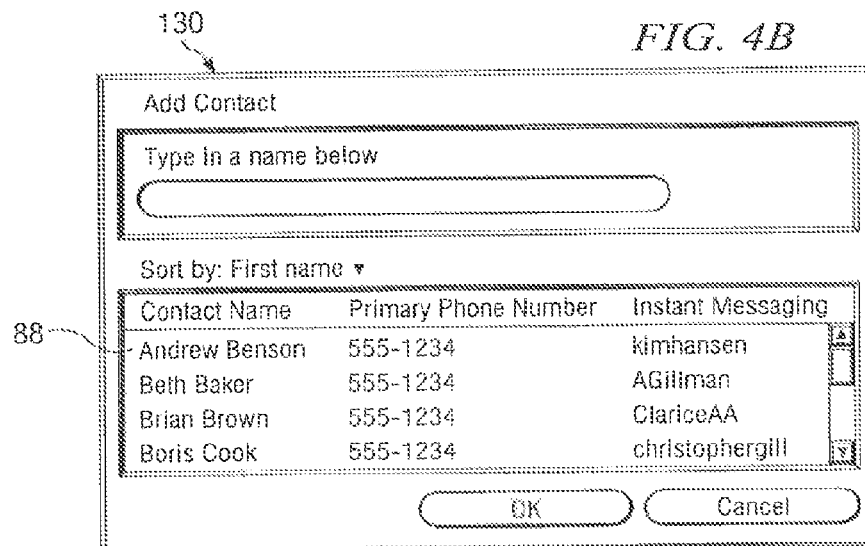 130
FIG. 4B
Add Contact
Type in a name below
Sort by: First name ▾
Contact Name Primary Phone Number Instant Messaging
88
Andrew Benson 555-1234 kimhansen
Beth Baker 555-1234 AGillman
Brian Brown 555-1234 ClariceAA
Boris Cook 555-1234 christophergill
OK Cancel